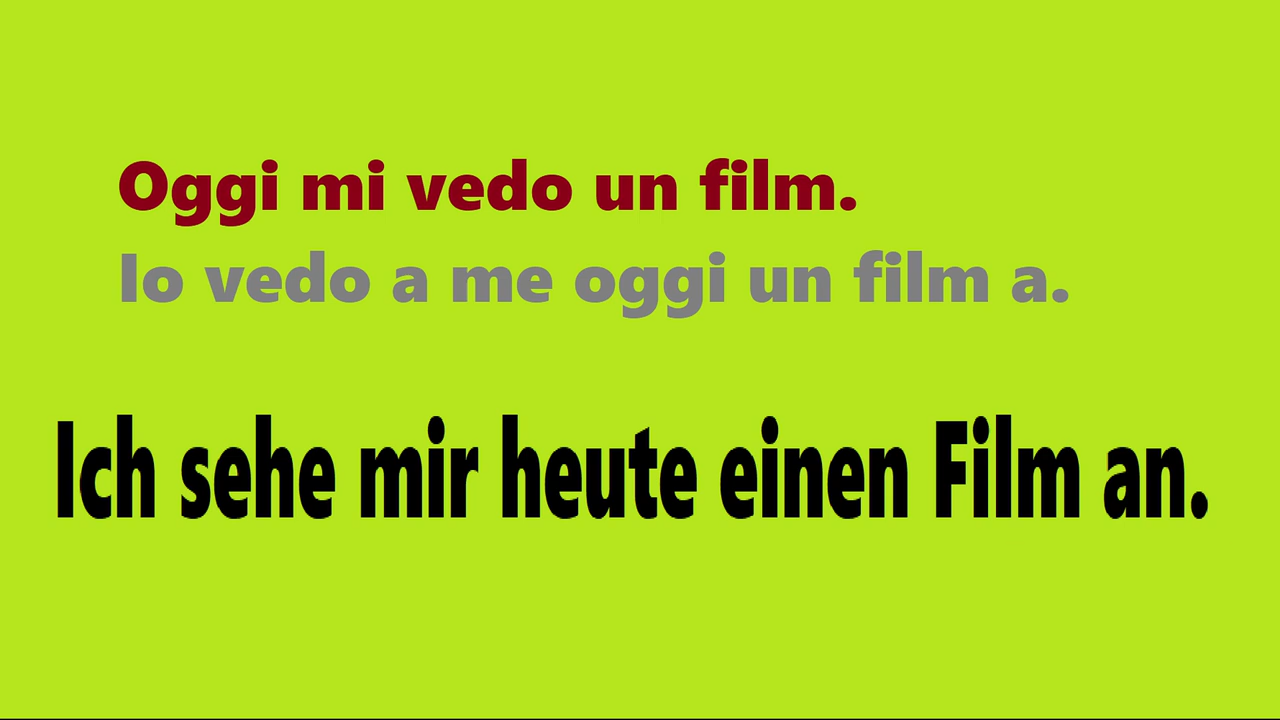 Oggi mi vedo un film.
Io vedo a me oggi un film a.
Ich sehe mir heute einen Film an.